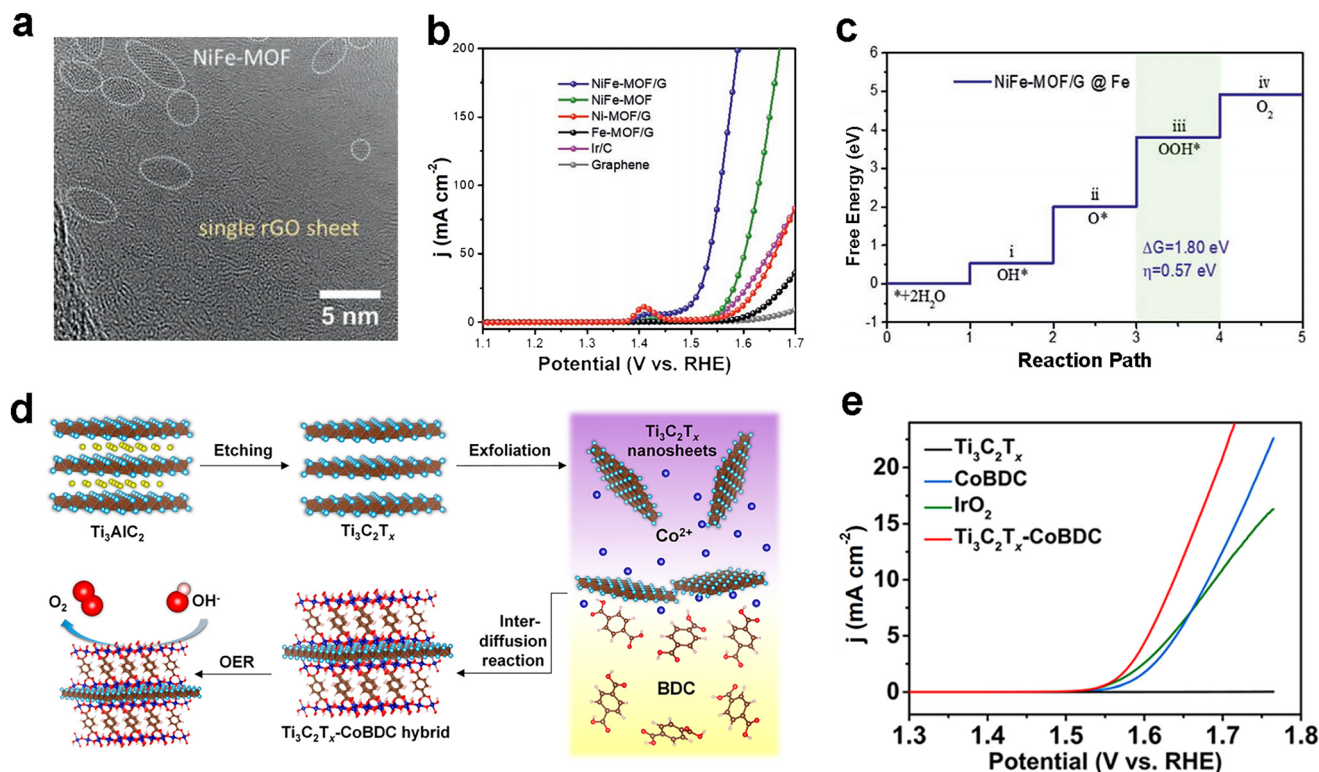 a
NiFe-MOF
single rGO sheet
5 nm
b
200
150
100
50
0
j (mA cm⁻²)
NiFe-MOF/G
NiFe-MOF
Ni-MOF/G
Fe-MOF/G
Ir/C
Graphene
1.1 1.2 1.3 1.4 1.5 1.6 1.7
Potential (V vs. RHE)
c
6
5
4
3
2
1
0
-1
Free Energy (eV)
NiFe-MOF/G @ Fe
*+2H₂O
i
OH*
ii
O*
iii
OOH*
iv
O₂
ΔG=1.80 eV
η=0.57 eV
0 1 2 3 4 5
Reaction Path
d
Ti₃AlC₂
Etching
Ti₃C₂Tₓ
Exfoliation
Ti₃C₂Tₓ
nanosheets
Co²⁺
BDC
Inter-
diffusion
reaction
Ti₃C₂Tₓ-CoBDC hybrid
OER
O₂
OH⁻
e
20
15
10
5
0
j (mA cm⁻²)
Ti₃C₂Tₓ
CoBDC
IrO₂
Ti₃C₂Tₓ-CoBDC
1.3 1.4 1.5 1.6 1.7 1.8
Potential (V vs. RHE)